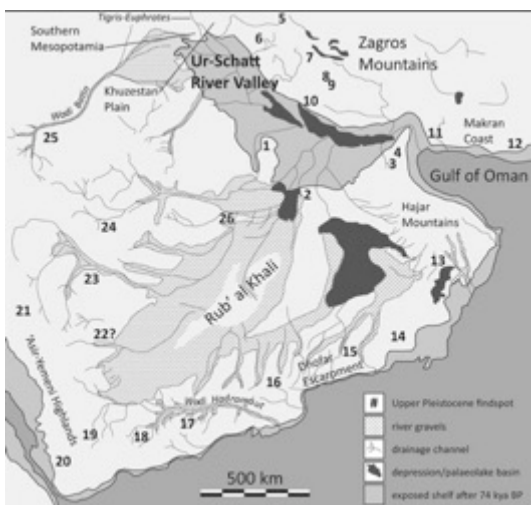 Tigris-Euphrates
Southern
Mesopotamia
5
6
Zagros
Mountains
7
Ur-Schatt
River Valley
8
9
Khuzestan
Plain
10
Wadi Batin
Makran
Coast
11
12
25
1
4
3
Gulf of Oman
2
26
24
Hajar
Mountains
23
13
Rub' al Khali
21
22?
14
15
Dhofar
Escarpment
16
'Asir-Yemeni Highlands
Wadi Hadramaut
17
18
19
20
500 km
# Upper Pleistocene findspot
river gravels
drainage channel
depression/palaeolake basin
exposed shelf after 74 kya BP